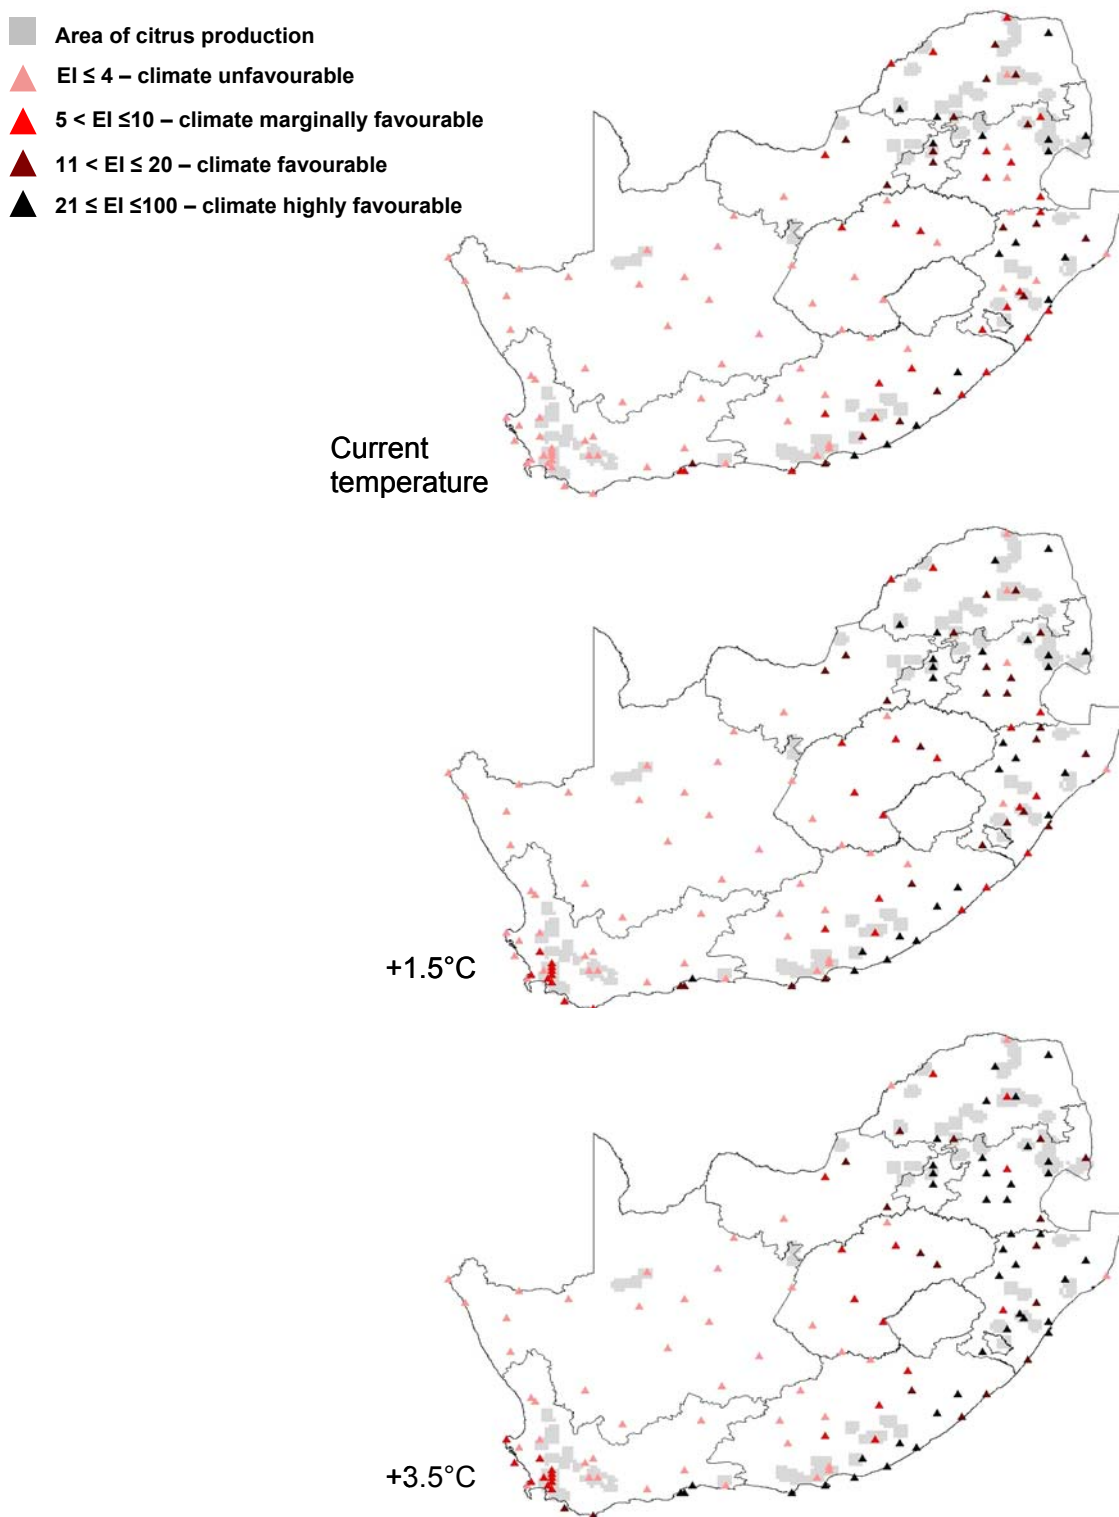 Area of citrus production
EI ≤ 4 – climate unfavourable
5 < EI ≤10 – climate marginally favourable
11 < EI ≤ 20 – climate favourable
21 ≤ EI ≤100 – climate highly favourable
Current
temperature
+1.5°C
+3.5°C